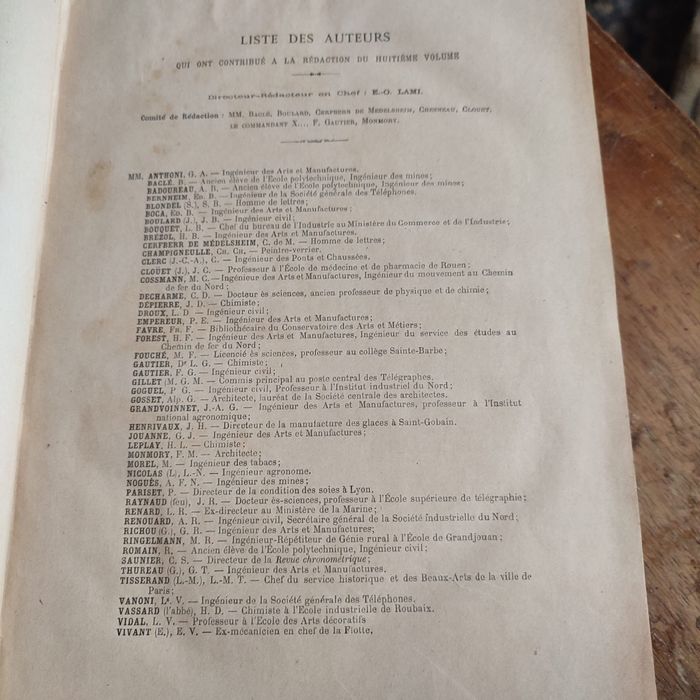 LISTE DES AUTEURS
QUI ONT CONTRIBUÉ A LA RÉDACTION DU HUITIÈME VOLUME
Directeur-Rédacteur en Chef : E.-O. LAMI.
Comité de Rédaction : MM. BACLÉ, BOULARD, CERFBERR DE MÉDELSHEIM, CHESNEAU, CLOUET,
LE COMMANDANT X..., F. GAUTIER, MONMORY.
MM. ANTHONI, G. A. — Ingénieur des Arts et Manufactures.
BACLÉ. B. — Ancien élève de l'École polytechnique, Ingénieur des mines;
BADOUREAU, A. B. — Ancien élève de l'École polytechnique, Ingénieur des mines;
BERNHEIM, ED. B. — Ingénieur de la Société générale des Téléphones.
BLONDEL (S.), S. B. — Homme de lettres;
BOCA, ED. B. — Ingénieur des Arts et Manufactures;
BOULARD (J.), J. B. — Ingénieur civil;
BOUQUET, L. B. — Chef du bureau de l'Industrie au Ministère du Commerce et de l'Industrie;
BRÉZOL, H. B. — Ingénieur des Arts et Manufactures.
CERFBERR DE MÉDELSHEIM, C. DE M. — Homme de lettres;
CHAMPIGNEULLE, CH. CH. — Peintre-verrier.
CLERC (J.-C.-A.), C. — Ingénieur des Ponts et Chaussées.
CLOUËT (J.), J. C. — Professeur à l'École de médecine et de pharmacie de Rouen;
COSSMANN, M. C. — Ingénieur des Arts et Manufactures, Ingénieur du mouvement au Chemin
de fer du Nord;
DECHARME, C. D. — Docteur ès sciences, ancien professeur de physique et de chimie;
DÉPIERRE, J. D. — Chimiste;
DROUX, L. D — Ingénieur civil;
EMPEREUR, P. E. — Ingénieur des Arts et Manufactures;
FAVRE, FR. F. — Bibliothécaire du Conservatoire des Arts et Métiers;
FOREST, H. F. — Ingénieur des Arts et Manufactures, Ingénieur du service des études au
Chemin de fer du Nord;
FOUCHÉ, M. F. — Licencié ès sciences, professeur au collège Sainte-Barbe;
GAUTIER, Dr L. G. — Chimiste;
GAUTIER, F. G. — Ingénieur civil;
GILLET (M. G. M. — Commis principal au poste central des Télégraphes.
GOGUEL, P G. — Ingénieur civil, Professeur à l'Institut industriel du Nord;
GOSSET, Alp. G. — Architecte, lauréat de la Société centrale des architectes.
GRANDVOINNET, J.-A. G. — Ingénieur des Arts et Manufactures, professeur à l'Institut
national agronomique;
HENRIVAUX, J. H. — Directeur de la manufacture des glaces à Saint-Gobain.
JOUANNE, G. J. — Ingénieur des Arts et Manufactures;
LEPLAY, H. L. — Chimiste;
MONMORY, F. M. — Architecte;
MOREL, M. — Ingénieur des tabacs;
NICOLAS (L), L.-N. — Ingénieur agronome.
NOGUÈS, A. F. N. — Ingénieur des mines;
PARISET, P. — Directeur de la condition des soies à Lyon.
RAYNAUD (feu), J. R. — Docteur ès-sciences, professeur à l'École supérieure de télégraphie;
RENARD, L. R. — Ex-directeur au Ministère de la Marine;
RENOUARD, A. R. — Ingénieur civil, Secrétaire général de la Société industrielle du Nord;
RICHOU (G.), G. R. — Ingénieur des Arts et Manufactures;
RINGELMANN, M. R. — Ingénieur-Répétiteur de Génie rural à l'École de Grandjouan;
ROMAIN, R. — Ancien élève de l'École polytechnique, Ingénieur civil;
SAUNIER, C. S. — Directeur de la Revue chronométrique;
THUREAU (G.), G. T. — Ingénieur des Arts et Manufactures.
TISSERAND (L.-M.), L.-M. T. — Chef du service historique et des Beaux-Arts de la ville de
Paris;
VANONI, Ls. V. — Ingénieur de la Société générale des Téléphones.
VASSARD (l'abbé), H. D. — Chimiste à l'École industrielle de Roubaix.
VIDAL, L. V. — Professeur à l'École des Arts décoratifs
VIVANT (E.), E. V. — Ex-mécanicien en chef de la Flotte.